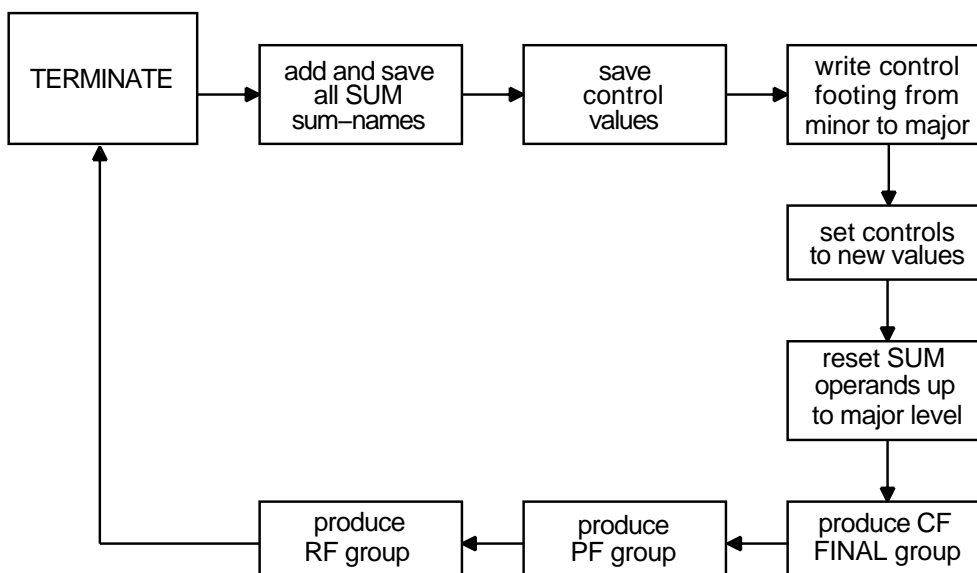 TERMINATE
add and save
all SUM
sum–names
save
control
values
write control
footing from
minor to major
set controls
to new values
reset SUM
operands up
to major level
produce CF
FINAL group
produce
PF group
produce
RF group